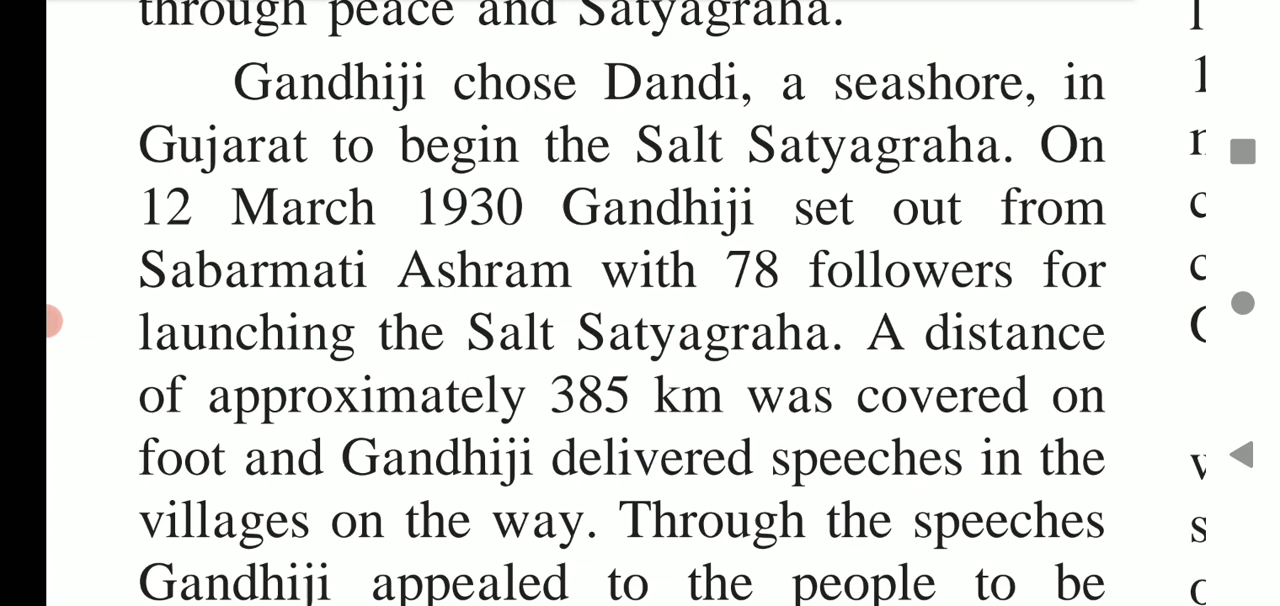 through peace and Satyagraha.
Gandhiji chose Dandi, a seashore, in
Gujarat to begin the Salt Satyagraha. On
12 March 1930 Gandhiji set out from
Sabarmati Ashram with 78 followers for
launching the Salt Satyagraha. A distance
of approximately 385 km was covered on
foot and Gandhiji delivered speeches in the
villages on the way. Through the speeches
Gandhiji appealed to the people to be